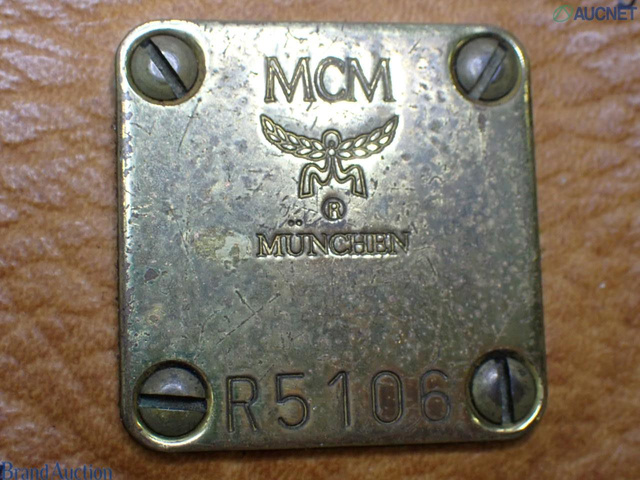 AUCNET
MCM
®
MÜNCHEN
R5106
Brand Auction